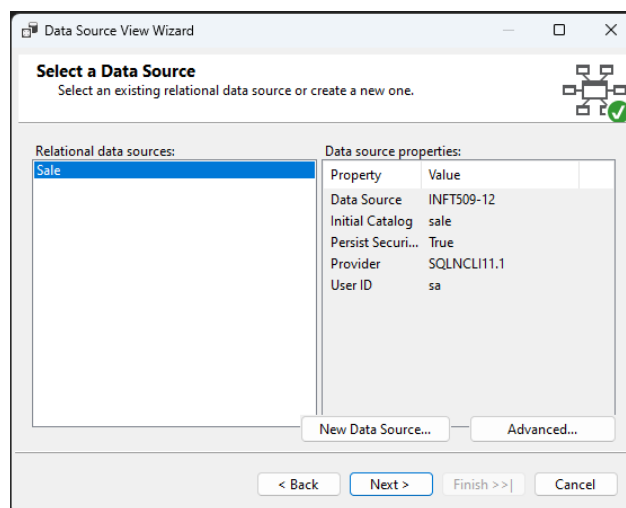 Data Source View Wizard
Select a Data Source
Select an existing relational data source or create a new one.
Relational data sources:
Sale
Data source properties:
Property Value
Data Source INFT509-12
Initial Catalog sale
Persist Securi... True
Provider SQLNCLI11.1
User ID sa
New Data Source...
Advanced...
< Back
Next >
Finish >>|
Cancel